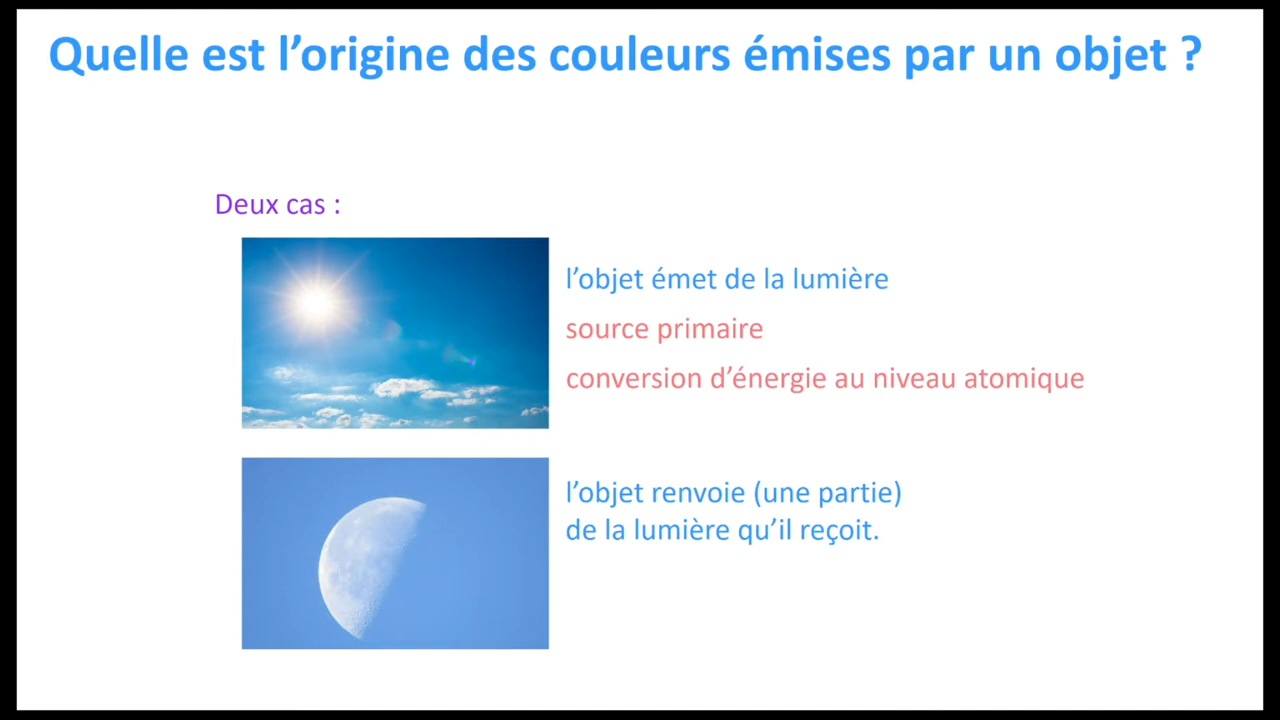 Quelle est l’origine des couleurs émises par un objet ?
Deux cas :
l’objet émet de la lumière
source primaire
conversion d’énergie au niveau atomique
l’objet renvoie (une partie)
de la lumière qu’il reçoit.